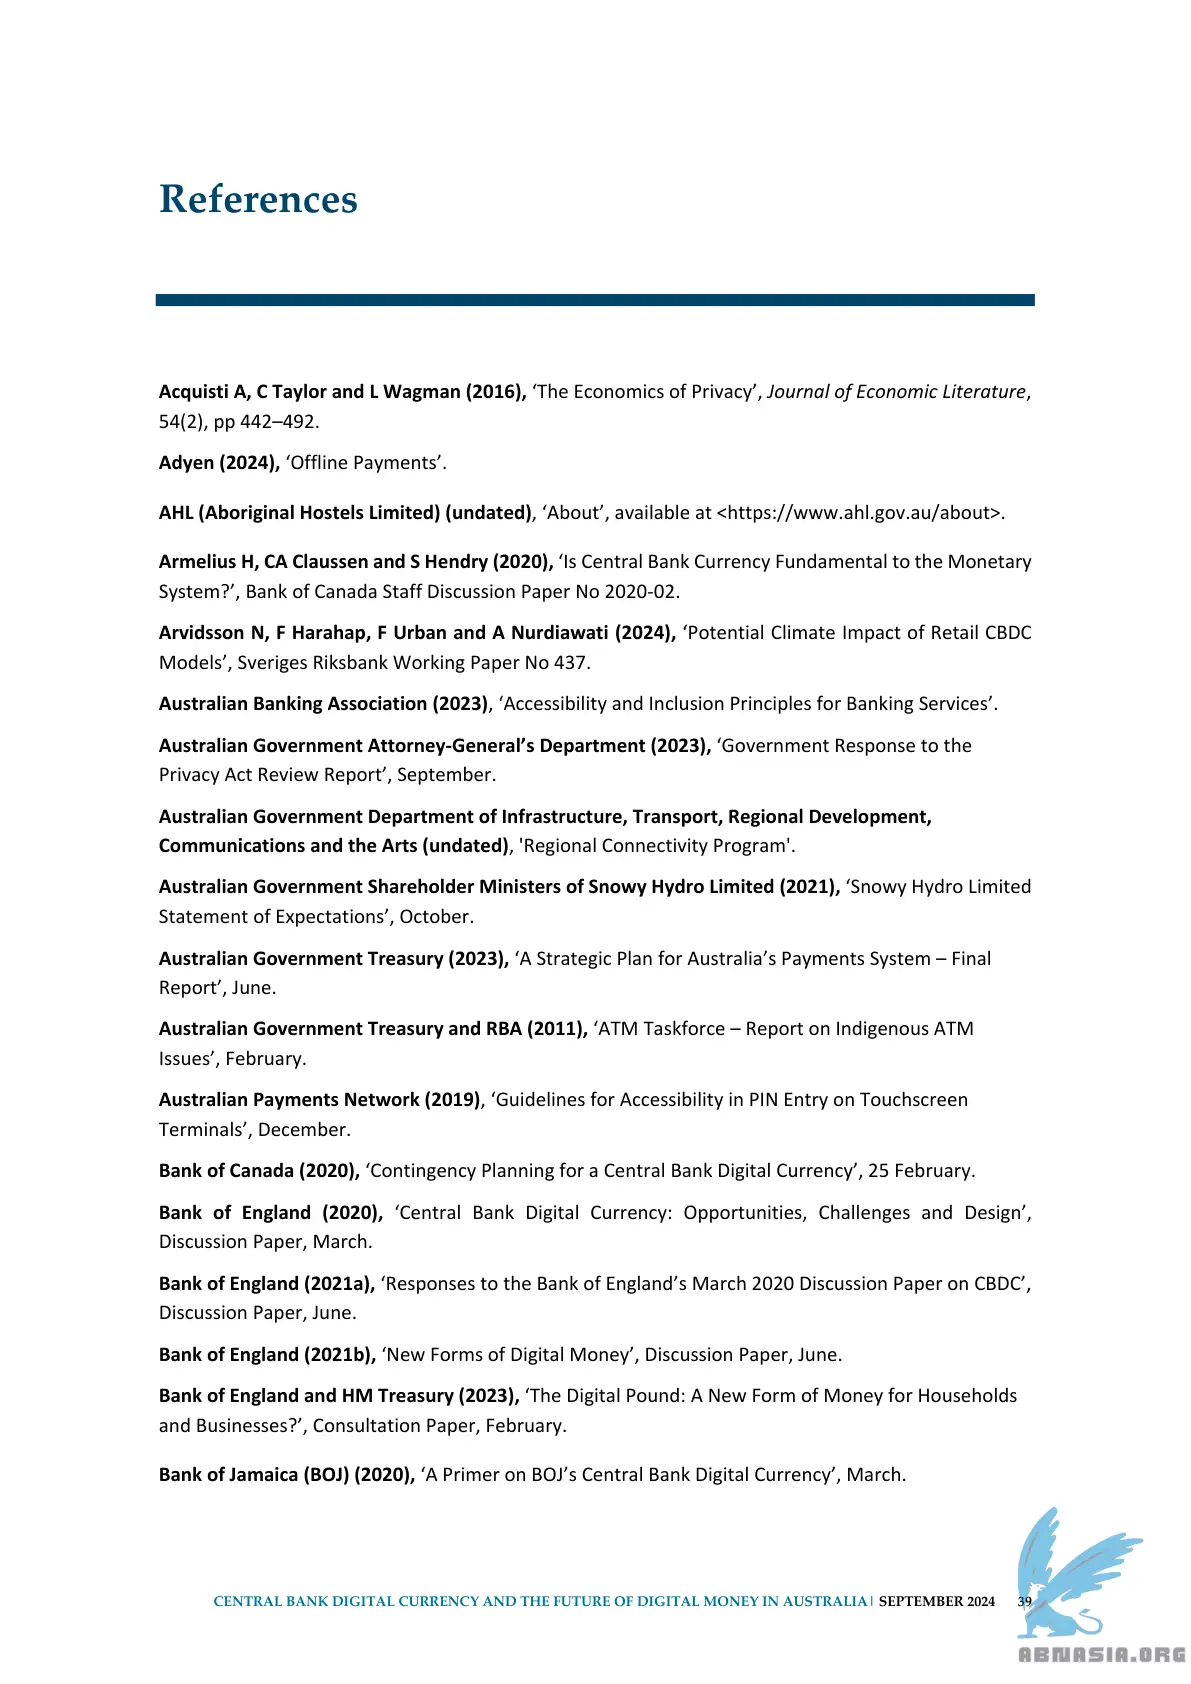 References
Acquisti A, C Taylor and L Wagman (2016), ‘The Economics of Privacy’, Journal of Economic Literature,
54(2), pp 442–492.
Adyen (2024), ‘Offline Payments’.
AHL (Aboriginal Hostels Limited) (undated), ‘About’, available at <https://www.ahl.gov.au/about>.
Armelius H, CA Claussen and S Hendry (2020), ‘Is Central Bank Currency Fundamental to the Monetary
System?’, Bank of Canada Staff Discussion Paper No 2020-02.
Arvidsson N, F Harahap, F Urban and A Nurdiawati (2024), ‘Potential Climate Impact of Retail CBDC
Models’, Sveriges Riksbank Working Paper No 437.
Australian Banking Association (2023), ‘Accessibility and Inclusion Principles for Banking Services’.
Australian Government Attorney-General’s Department (2023), ‘Government Response to the
Privacy Act Review Report’, September.
Australian Government Department of Infrastructure, Transport, Regional Development,
Communications and the Arts (undated), 'Regional Connectivity Program'.
Australian Government Shareholder Ministers of Snowy Hydro Limited (2021), ‘Snowy Hydro Limited
Statement of Expectations’, October.
Australian Government Treasury (2023), ‘A Strategic Plan for Australia’s Payments System – Final
Report’, June.
Australian Government Treasury and RBA (2011), ‘ATM Taskforce – Report on Indigenous ATM
Issues’, February.
Australian Payments Network (2019), ‘Guidelines for Accessibility in PIN Entry on Touchscreen
Terminals’, December.
Bank of Canada (2020), ‘Contingency Planning for a Central Bank Digital Currency’, 25 February.
Bank of England (2020), ‘Central Bank Digital Currency: Opportunities, Challenges and Design’,
Discussion Paper, March.
Bank of England (2021a), ‘Responses to the Bank of England’s March 2020 Discussion Paper on CBDC’,
Discussion Paper, June.
Bank of England (2021b), ‘New Forms of Digital Money’, Discussion Paper, June.
Bank of England and HM Treasury (2023), ‘The Digital Pound: A New Form of Money for Households
and Businesses?’, Consultation Paper, February.
Bank of Jamaica (BOJ) (2020), ‘A Primer on BOJ’s Central Bank Digital Currency’, March.
CENTRAL BANK DIGITAL CURRENCY AND THE FUTURE OF DIGITAL MONEY IN AUSTRALIA| SEPTEMBER 2024 39
ABNASIA.ORG